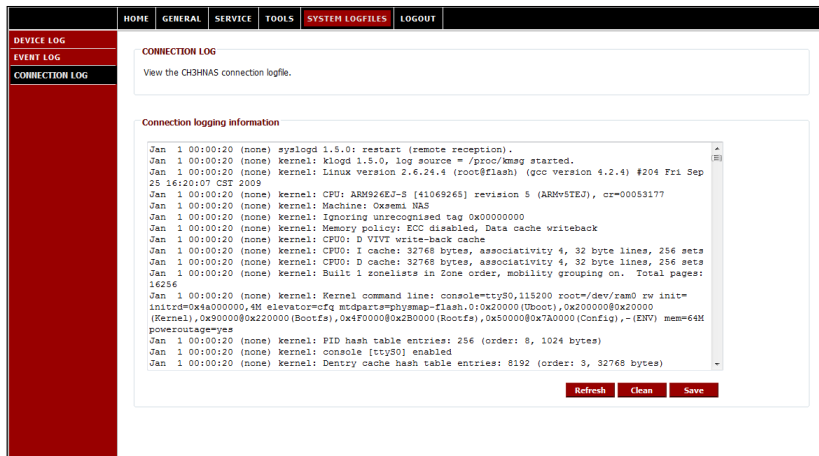 HOME GENERAL SERVICE TOOLS SYSTEM LOGFILES LOGOUT
DEVICE LOG
EVENT LOG
CONNECTION LOG
CONNECTION LOG
View the CH3HNAS connection logfile.
Connection logging information
Jan 1 00:00:20 (none) syslogd 1.5.0: restart (remote reception).
Jan 1 00:00:20 (none) kernel: klogd 1.5.0, log source = /proc/kmsg started.
Jan 1 00:00:20 (none) kernel: Linux version 2.6.24.4 (root@flash) (gcc version 4.2.4) #204 Fri Sep
25 16:20:07 CST 2009
Jan 1 00:00:20 (none) kernel: CPU: ARM926EJ-S [41069265] revision 5 (ARMv5TEJ), cr=00053177
Jan 1 00:00:20 (none) kernel: Machine: Oxsemi NAS
Jan 1 00:00:20 (none) kernel: Ignoring unrecognised tag 0x00000000
Jan 1 00:00:20 (none) kernel: Memory policy: ECC disabled, Data cache writeback
Jan 1 00:00:20 (none) kernel: CPU0: D VIVT write-back cache
Jan 1 00:00:20 (none) kernel: CPU0: I cache: 32768 bytes, associativity 4, 32 byte lines, 256 sets
Jan 1 00:00:20 (none) kernel: CPU0: D cache: 32768 bytes, associativity 4, 32 byte lines, 256 sets
Jan 1 00:00:20 (none) kernel: Built 1 zonelists in Zone order, mobility grouping on. Total pages:
16256
Jan 1 00:00:20 (none) kernel: Kernel command line: console=ttyS0,115200 root=/dev/ram0 rw init=
initrd=0x4a000000,4M elevator=cfq mtdparts=physmap-flash.0:0x20000(Uboot),0x200000@0x20000
(Kernel),0x90000@0x220000(Bootfs),0x4F0000@0x2B0000(Rootfs),0x50000@0x7A0000(Config),-(ENV) mem=64M
poweroutage=yes
Jan 1 00:00:20 (none) kernel: PID hash table entries: 256 (order: 8, 1024 bytes)
Jan 1 00:00:20 (none) kernel: console [ttyS0] enabled
Jan 1 00:00:20 (none) kernel: Dentry cache hash table entries: 8192 (order: 3, 32768 bytes)
Refresh Clean Save